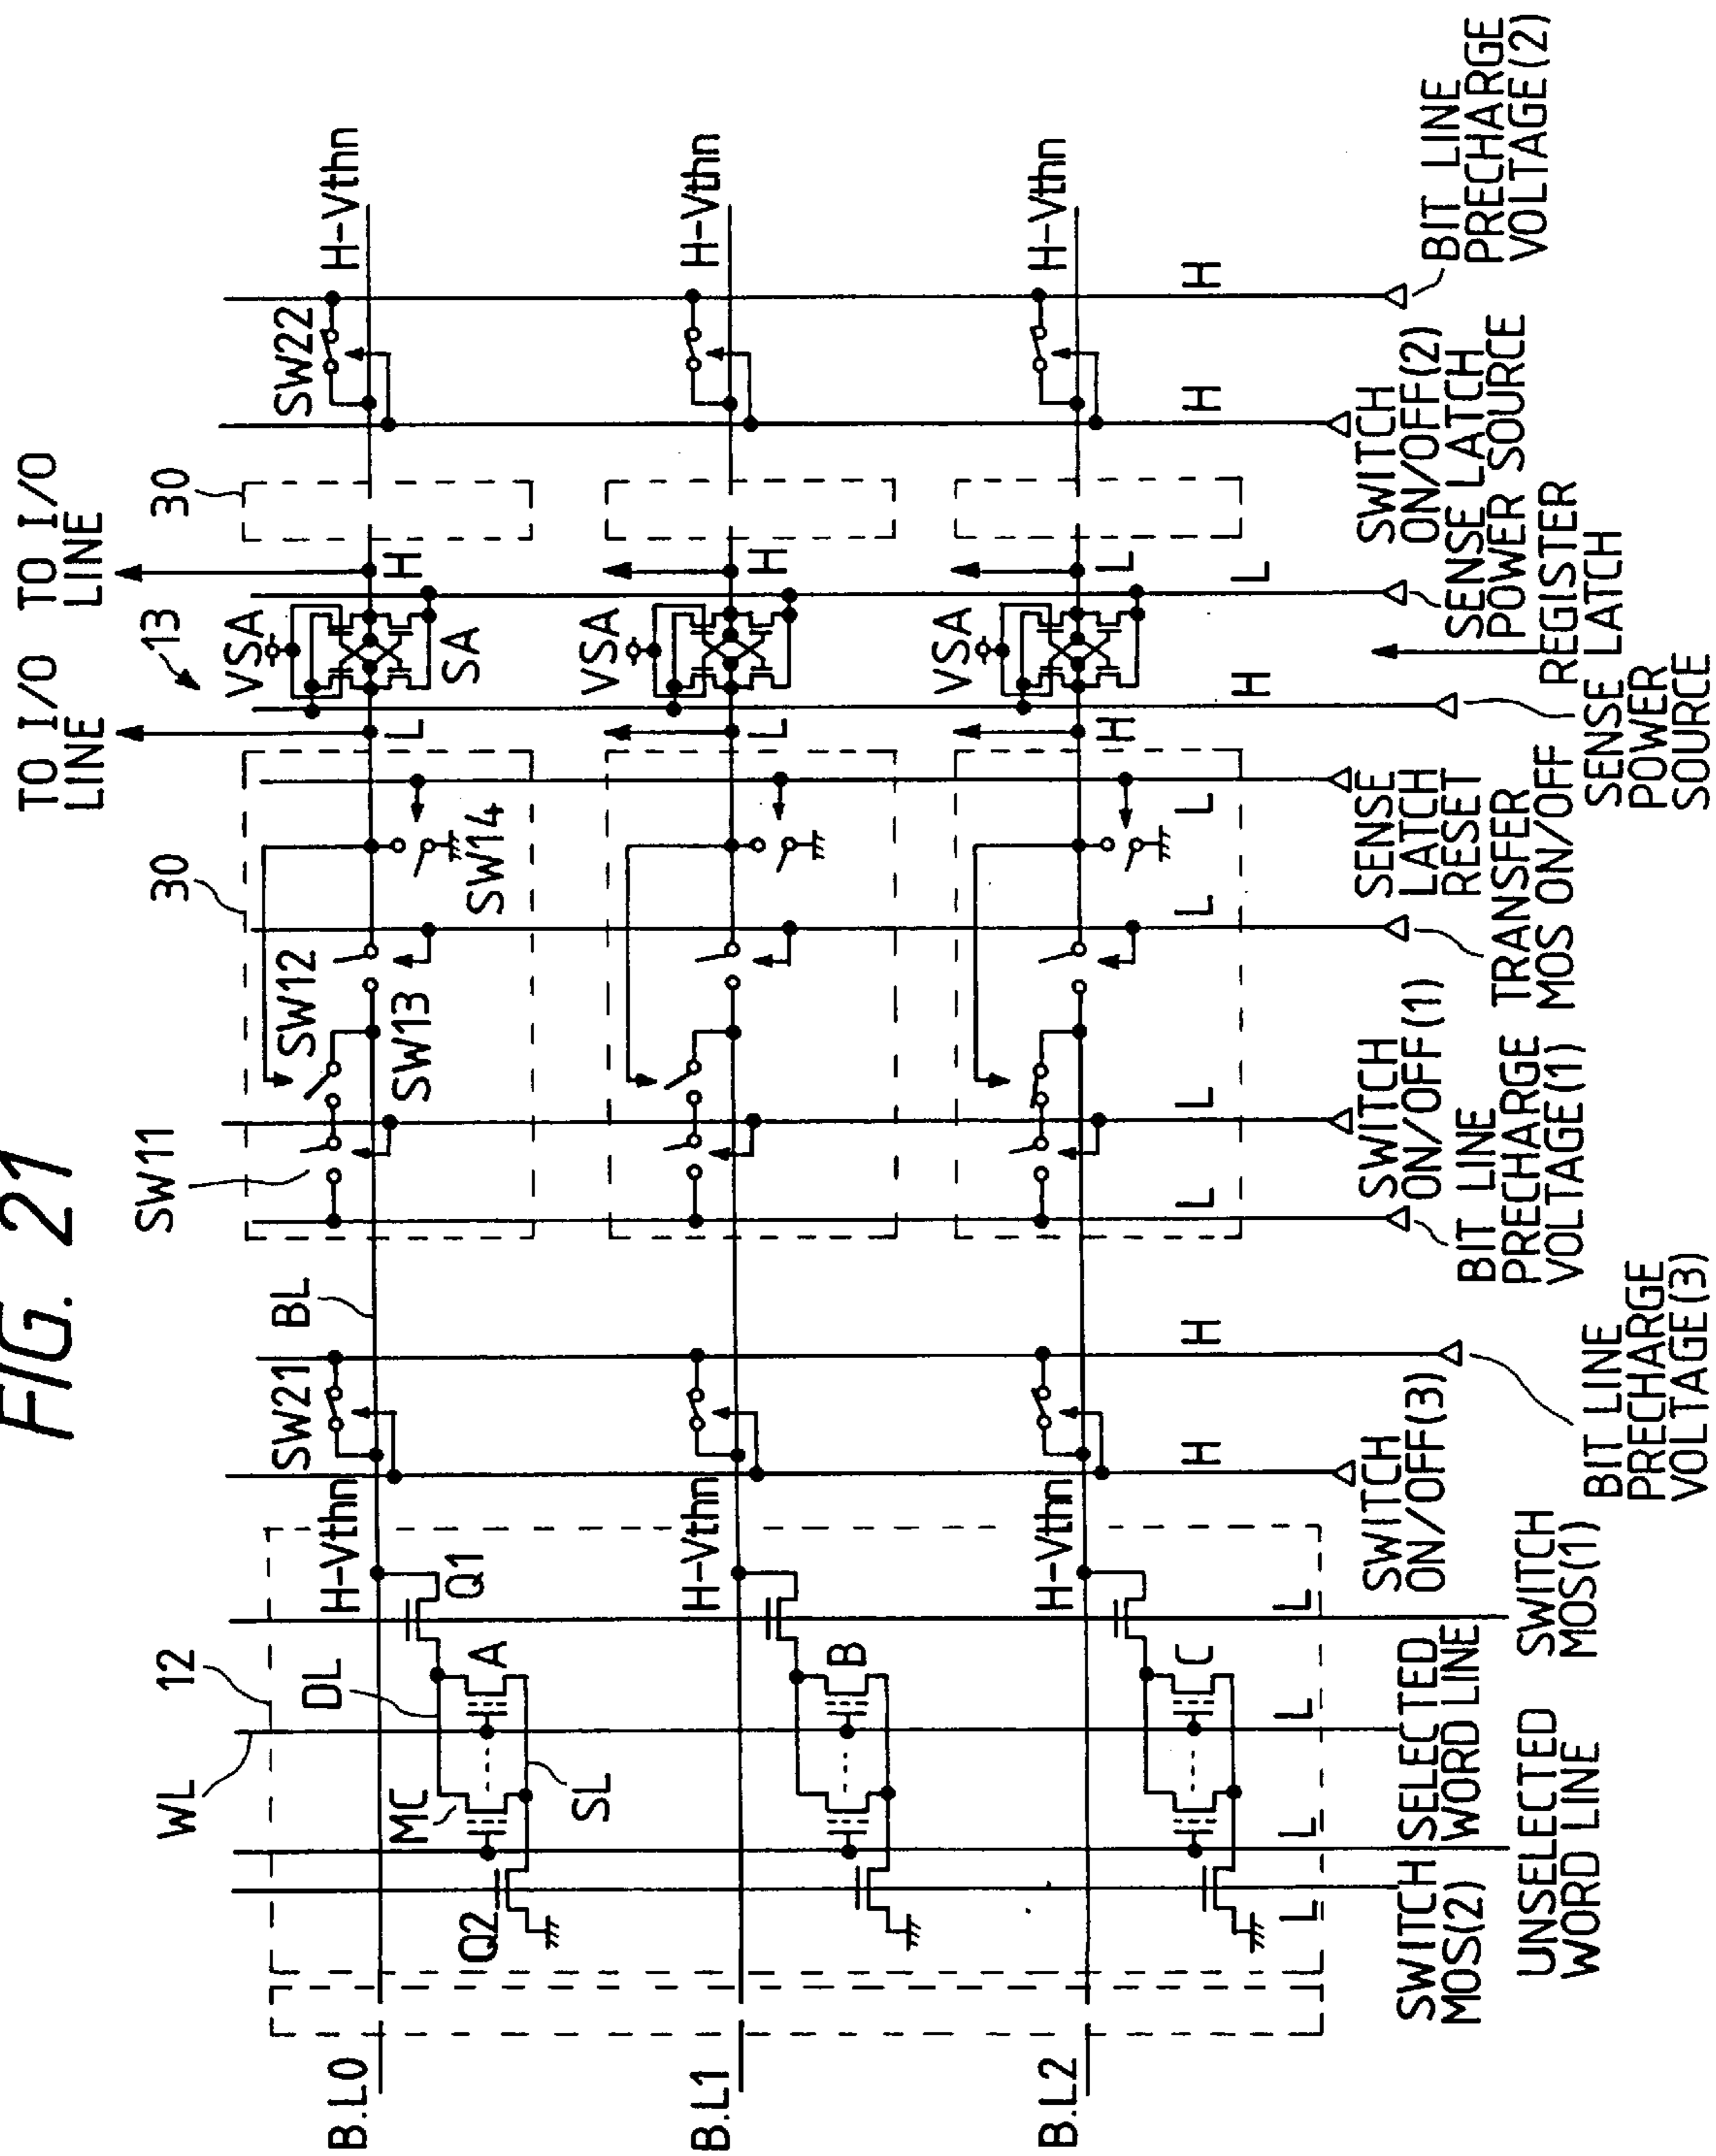 FIG. 21
TO I/O
LINE
TO I/O
LINE
13
30
30
SW11
12
WL
B.L0
H-Vthn
SW21
BL
SW12
SW13
SW14
VSA
SA
L
H
SW22
H-Vthn
DL
Q1
A
MC
SL
Q2
B.L1
H-Vthn
B
VSA
L
H
H-Vthn
B.L2
H-Vthn
C
VSA
H
L
H-Vthn
L
L
L
L
H
H
L
L
L
L
H
L
H
H
SWITCH
MOS(2)
UNSELECTED
WORD LINE
SELECTED
WORD LINE
SWITCH
MOS(1)
SWITCH
ON/OFF(3)
BIT LINE
PRECHARGE
VOLTAGE(3)
BIT LINE
PRECHARGE
VOLTAGE(1)
SWITCH
ON/OFF(1)
TRANSFER
MOS ON/OFF
SENSE
LATCH
RESET
SENSE LATCH
POWER
SOURCE
REGISTER
SENSE LATCH
POWER SOURCE
SWITCH
ON/OFF(2)
BIT LINE
PRECHARGE
VOLTAGE(2)